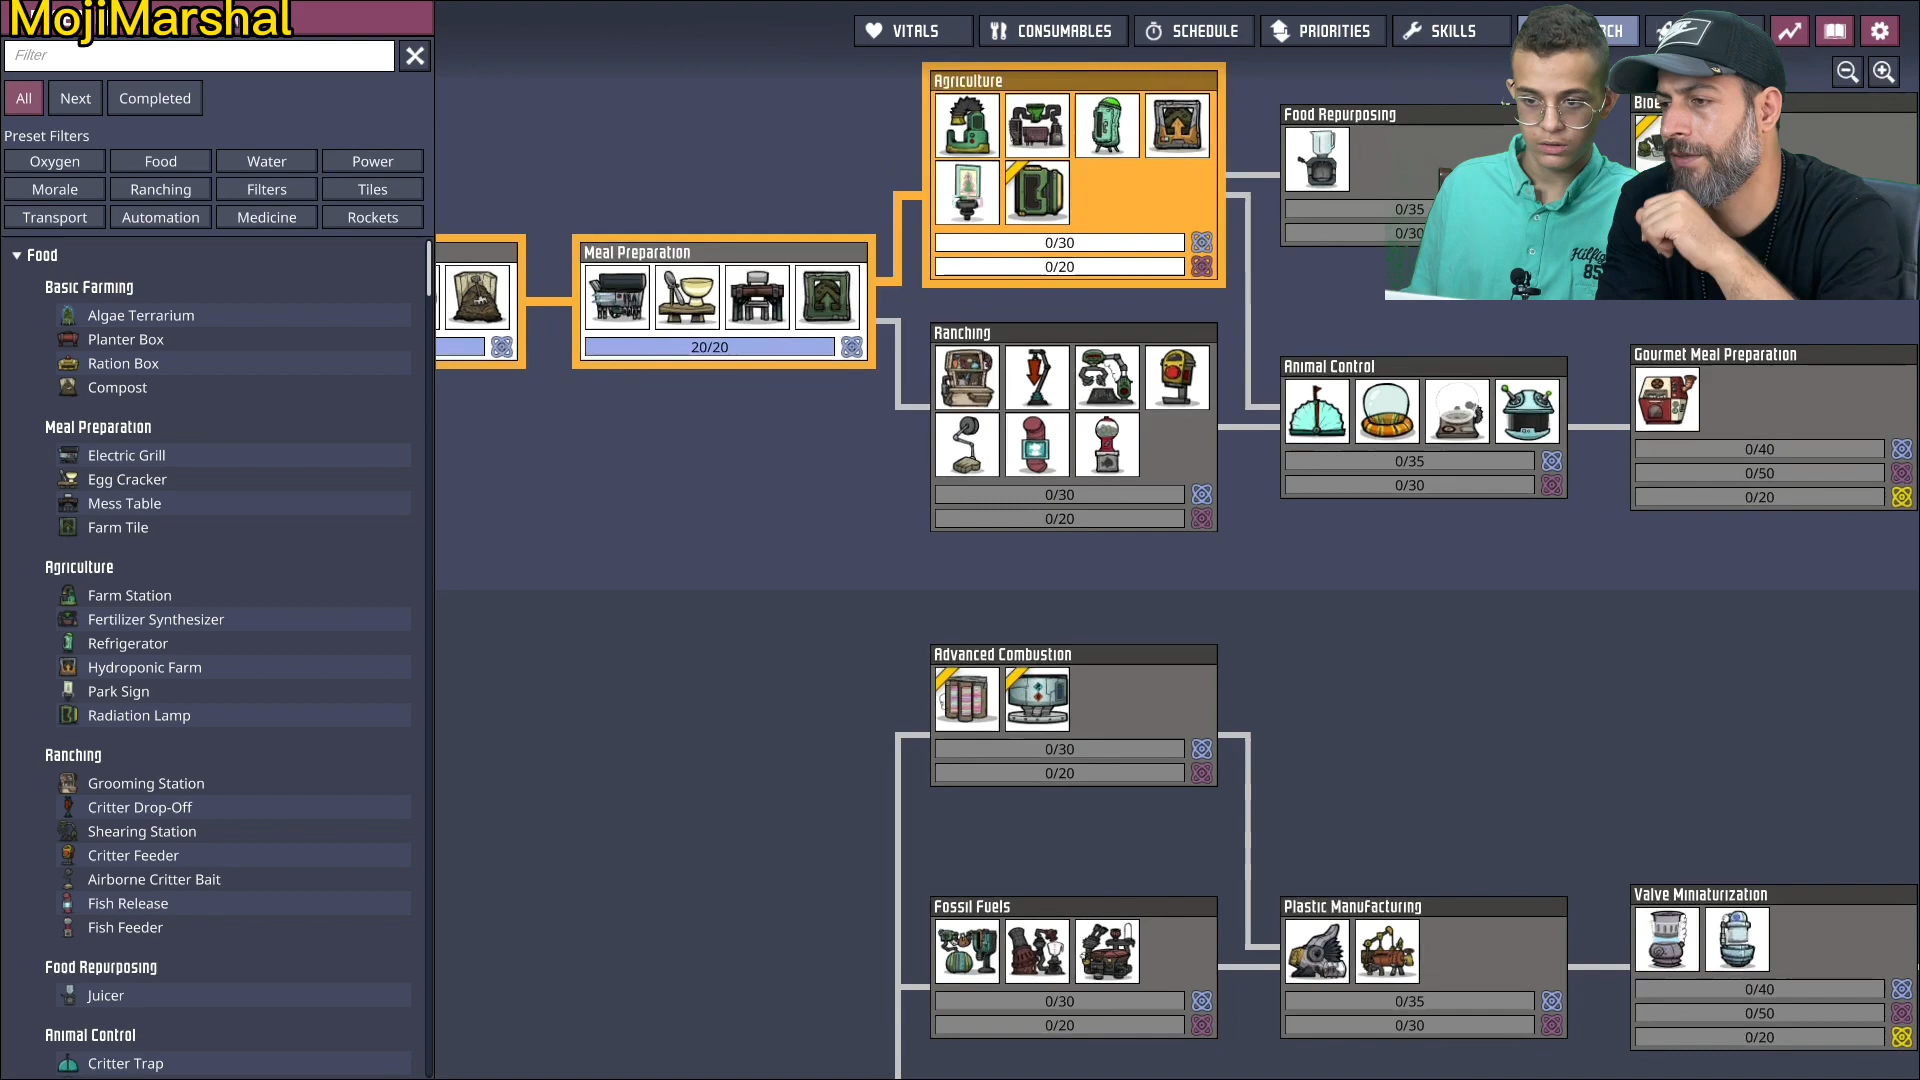 MojiMarshal
Filter
All
Next
Completed
Preset Filters
Oxygen
Food
Water
Power
Morale
Ranching
Filters
Tiles
Transport
Automation
Medicine
Rockets
Food
Basic Farming
Algae Terrarium
Planter Box
Ration Box
Compost
Meal Preparation
Electric Grill
Egg Cracker
Mess Table
Farm Tile
Agriculture
Farm Station
Fertilizer Synthesizer
Refrigerator
Hydroponic Farm
Park Sign
Radiation Lamp
Ranching
Grooming Station
Critter Drop-Off
Shearing Station
Critter Feeder
Airborne Critter Bait
Fish Release
Fish Feeder
Food Repurposing
Juicer
Animal Control
Critter Trap
VITALS
CONSUMABLES
SCHEDULE
PRIORITIES
SKILLS
Meal Preparation
20/20
Agriculture
0/30
0/20
Ranching
0/30
0/20
Food Repurposing
0/35
0/30
Animal Control
0/35
0/30
Gourmet Meal Preparation
0/40
0/50
0/20
Advanced Combustion
0/30
0/20
Fossil Fuels
0/30
0/20
Plastic Manufacturing
0/35
0/30
Valve Miniaturization
0/40
0/50
0/20
85